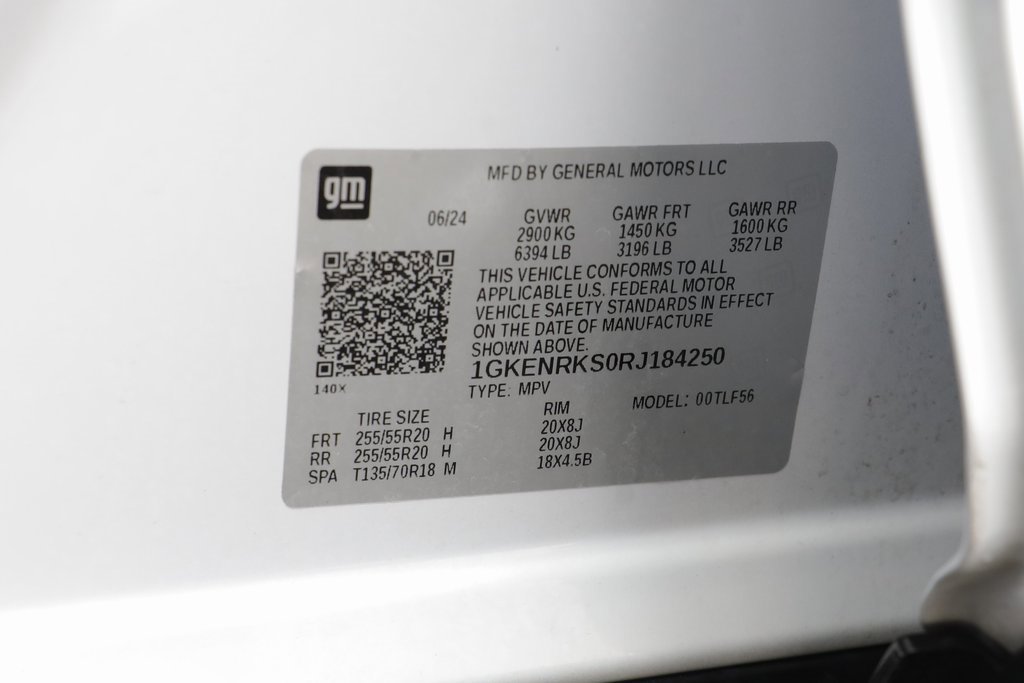 gm
MFD BY GENERAL MOTORS LLC
06/24 GVWR GAWR FRT GAWR RR
2900 KG 1450 KG 1600 KG
6394 LB 3196 LB 3527 LB
THIS VEHICLE CONFORMS TO ALL
APPLICABLE U.S. FEDERAL MOTOR
VEHICLE SAFETY STANDARDS IN EFFECT
ON THE DATE OF MANUFACTURE
SHOWN ABOVE.
1GKENRKS0RJ184250
140X
TYPE: MPV MODEL: 00TLF56
TIRE SIZE RIM
FRT 255/55R20 H 20X8J
RR 255/55R20 H 20X8J
SPA T135/70R18 M 18X4.5B